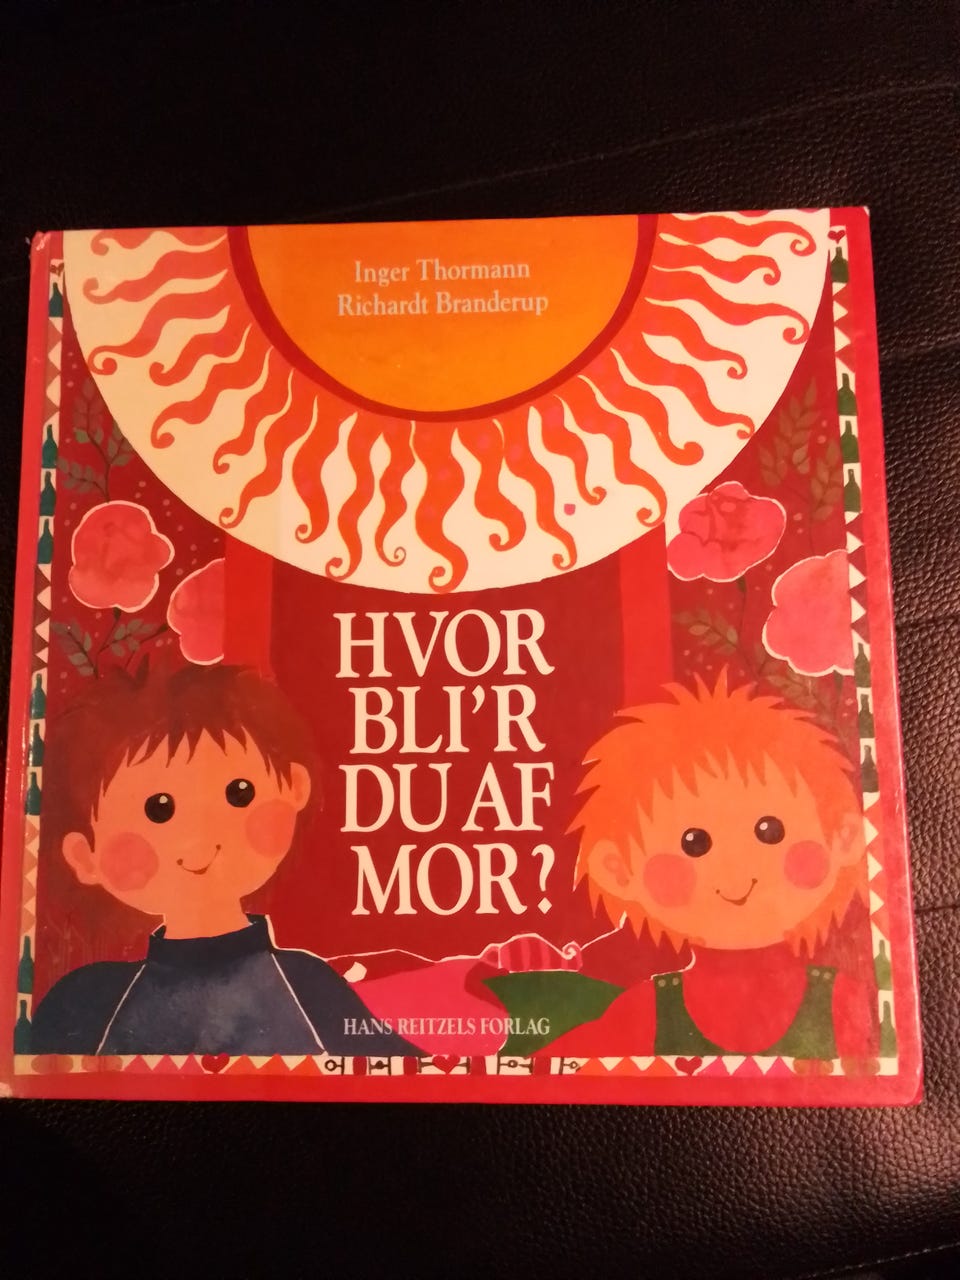 Inger Thormann
Richardt Branderup
HVOR
BLI'R
DU AF
MOR?
HANS REITZELS FORLAG